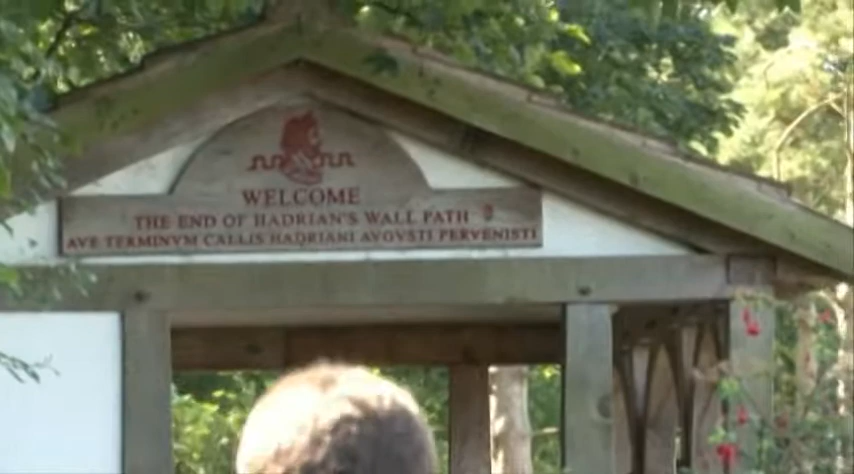 WELCOME
THE END OF HADRIAN'S WALL PATH
AVE TERMINVM CALLIS HADRIANI AVGVSTI PERVENISTI